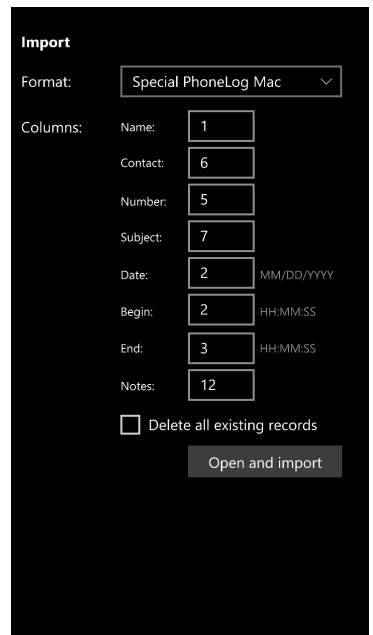 Import
Format: Special PhoneLog Mac
Columns: Name: 1
Contact: 6
Number: 5
Subject: 7
Date: 2 MM/DD/YYYY
Begin: 2 HH:MM:SS
End: 3 HH:MM:SS
Notes: 12
Delete all existing records
Open and import